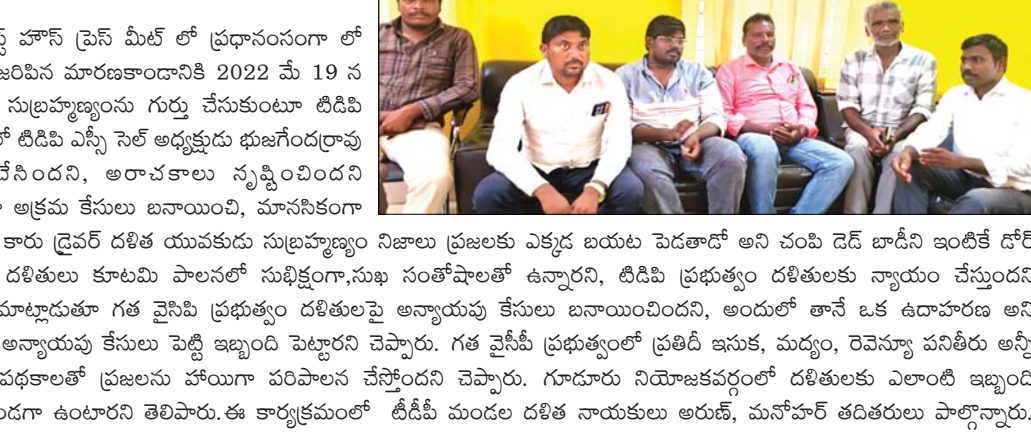 హౌస్ ప్రెస్ మీట్ లో ప్రధానంసంగా లో
జరిపిన మారణకాండానికి 2022 మే 19 న
సుబ్రహ్మణ్యంను గుర్తు చేసుకుంటూ టిడిపి
లో టిడిపి ఎస్సీ సెల్ అధ్యక్షుడు భుజగేంద్రరావు
చేసిందని, అరాచకాలు సృష్టించిందని
అక్రమ కేసులు బనాయించి, మానసికంగా
కారు డ్రైవర్ దళిత యువకుడు సుబ్రహ్మణ్యం నిజాలు ప్రజలకు ఎక్కడ బయట పెడతాడో అని చంపి డెడ్ బాడీని ఇంటికే డోర్
దళితులు కూటమి పాలనలో సుభిక్షంగా,సుఖ సంతోషాలతో ఉన్నారని, టిడిపి ప్రభుత్వం దళితులకు న్యాయం చేస్తుందని
మాట్లాడుతూ గత వైసిపి ప్రభుత్వం దళితులపై అన్యాయపు కేసులు బనాయించిందని, అందులో తానే ఒక ఉదాహరణ అని
అన్యాయపు కేసులు పెట్టి ఇబ్బంది పెట్టారని చెప్పారు. గత వైసీపీ ప్రభుత్వంలో ప్రతిదీ ఇసుక, మద్యం, రెవెన్యూ పనితీరు అన్నీ
పథకాలతో ప్రజలను హాయిగా పరిపాలన చేస్తోందని చెప్పారు. గూడూరు నియోజకవర్గంలో దళితులకు ఎలాంటి ఇబ్బంది
ఉంటారని తెలిపారు.ఈ కార్యక్రమంలో టీడీపీ మండల దళిత నాయకులు అరుణ్, మనోహర్ తదితరులు పాల్గొన్నారు.